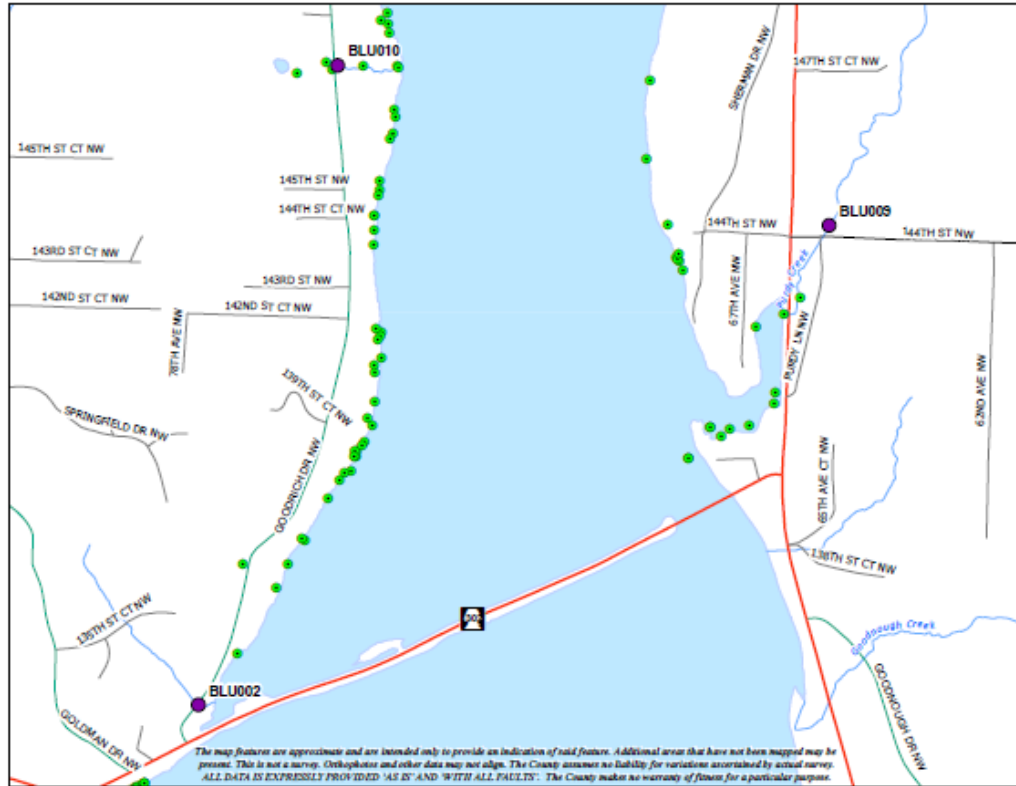 BLU010
147TH ST CT NW
SHERMAN DR NW
145TH ST CT NW
145TH ST NW
144TH ST CT NW
BLU009
144TH ST NW
144TH ST NW
143RD ST CT NW
143RD ST NW
67TH AVE NW
Purdy Creek
142ND ST CT NW
142ND ST CT NW
78TH AVE NW
PURDY LN NW
62ND AVE NW
139TH ST CT NW
SPRINGFIELD DR NW
GOODRICH DR NW
65TH AVE CT NW
138TH ST CT NW
135TH ST CT NW
302
Goodnough Creek
BLU002
GOLDMAN DR NW
GOODNOUGH DR NW
The map features are approximate and are intended only to provide an indication of said feature. Additional areas that have not been mapped may be
present. This is not a survey. Orthophotos and other data may not align. The County assumes no liability for variations ascertained by actual survey.
ALL DATA IS EXPRESSLY PROVIDED 'AS IS' AND 'WITH ALL FAULTS'. The County makes no warranty of fitness for a particular purpose.